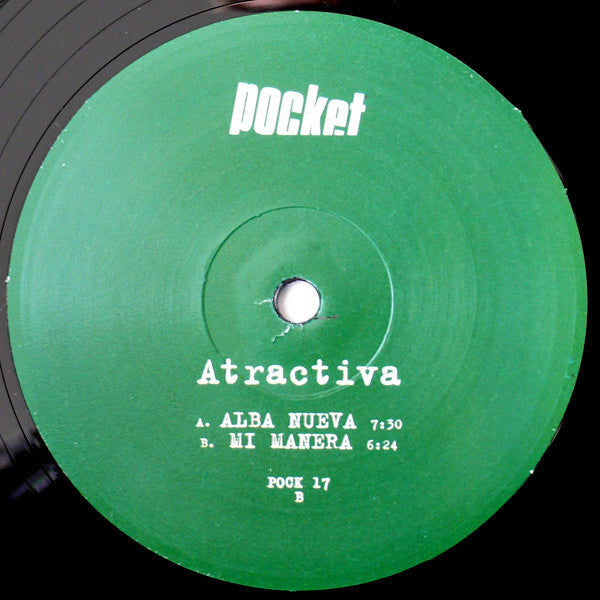 pocket
Atractiva
A. ALBA NUEVA 7:30
B. MI MANERA 6:24
POCK 17
B